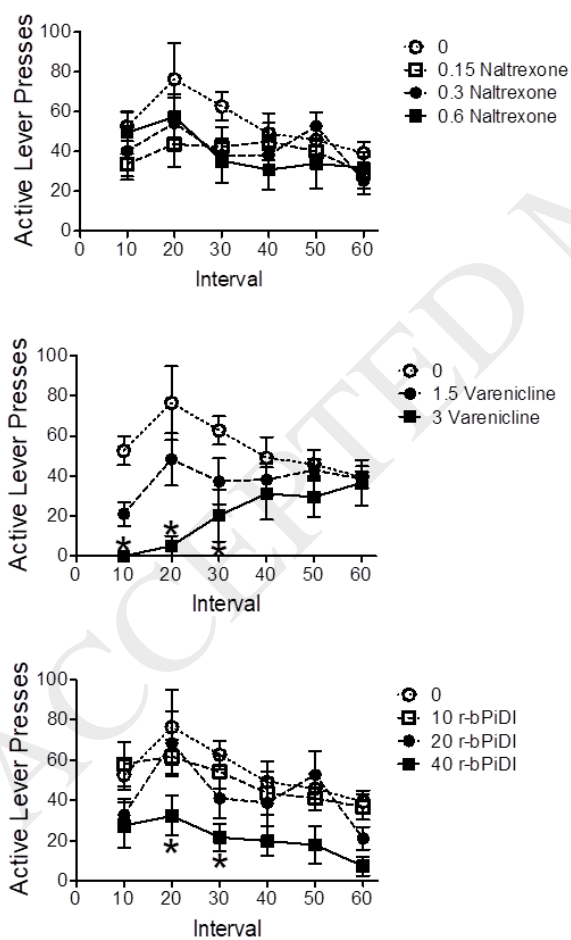 Active Lever Presses
100
80
60
40
20
0
0 10 20 30 40 50 60
Interval
0
0.15 Naltrexone
0.3 Naltrexone
0.6 Naltrexone
Active Lever Presses
100
80
60
40
20
0
0 10 20 30 40 50 60
Interval
0
1.5 Varenicline
3 Varenicline
* * *
Active Lever Presses
100
80
60
40
20
0
0 10 20 30 40 50 60
Interval
0
10 r-bPiDI
20 r-bPiDI
40 r-bPiDI
* *
ACCEPTED M